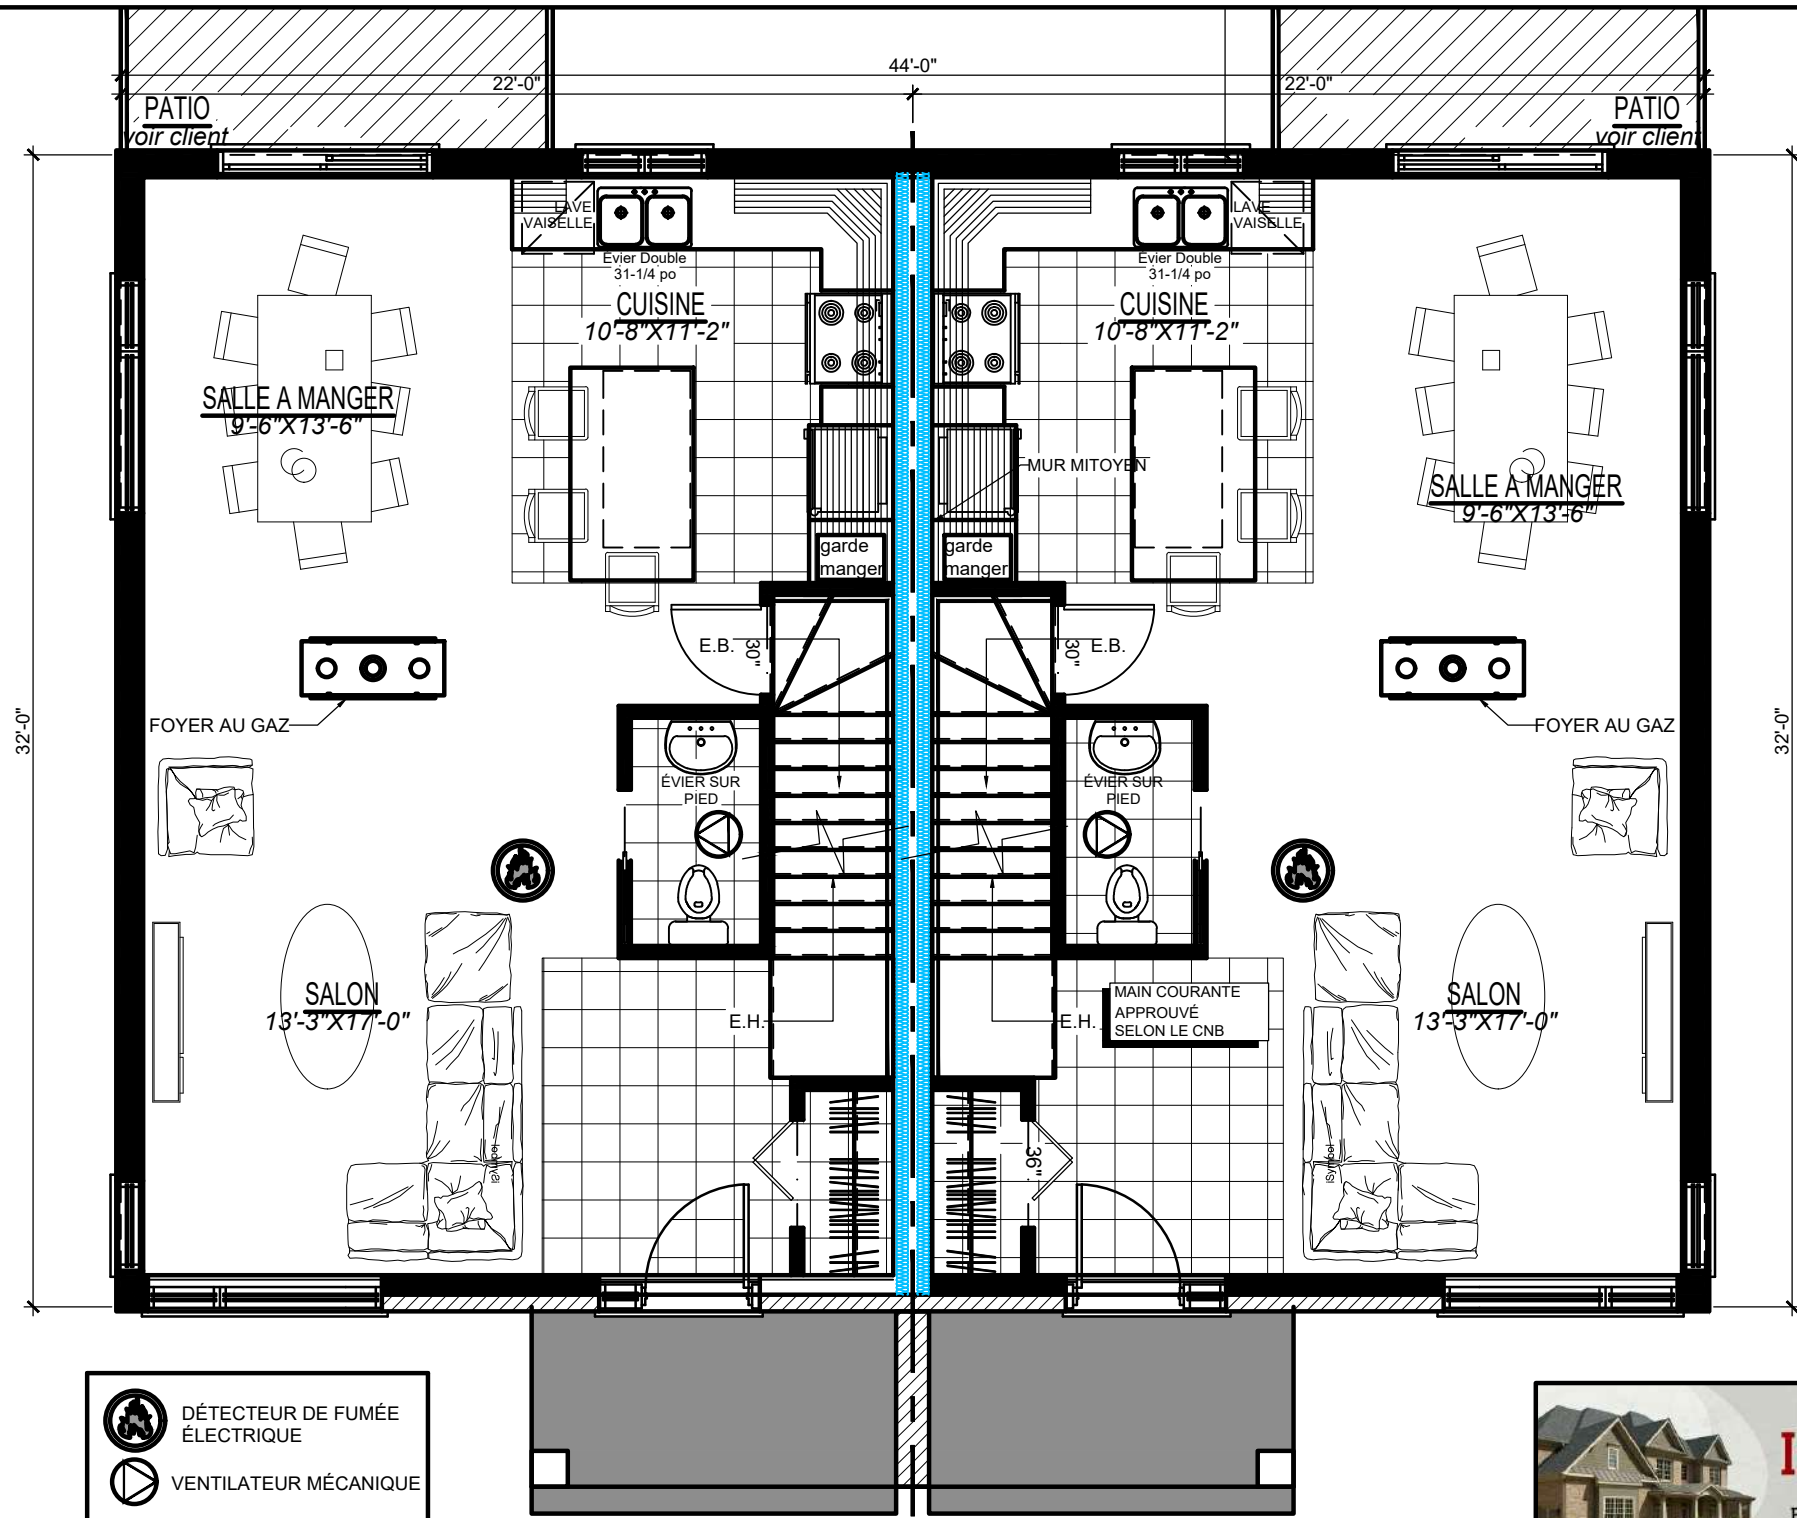 44'-0"
22'-0"
22'-0"
PATIO
voir client
PATIO
voir client
LAVE
VAISELLE
LAVE
VAISELLE
Évier Double
31-1/4 po
Évier Double
31-1/4 po
CUISINE
10'-8"X11'-2"
CUISINE
10'-8"X11'-2"
SALLE A MANGER
9'-6"X13'-6"
MUR MITOYEN
SALLE A MANGER
9'-6"X13'-6"
garde
manger
garde
manger
E.B.
30"
30"
E.B.
FOYER AU GAZ
FOYER AU GAZ
32'-0"
32'-0"
ÉVIER SUR
PIED
ÉVIER SUR
PIED
SALON
13'-3"X17'-0"
E.H.
E.H.
MAIN COURANTE
APPROUVÉ
SELON LE CNB
SALON
13'-3"X17'-0"
iSymbol
36"
iSymbol
DÉTECTEUR DE FUMÉE
ÉLECTRIQUE
VENTILATEUR MÉCANIQUE